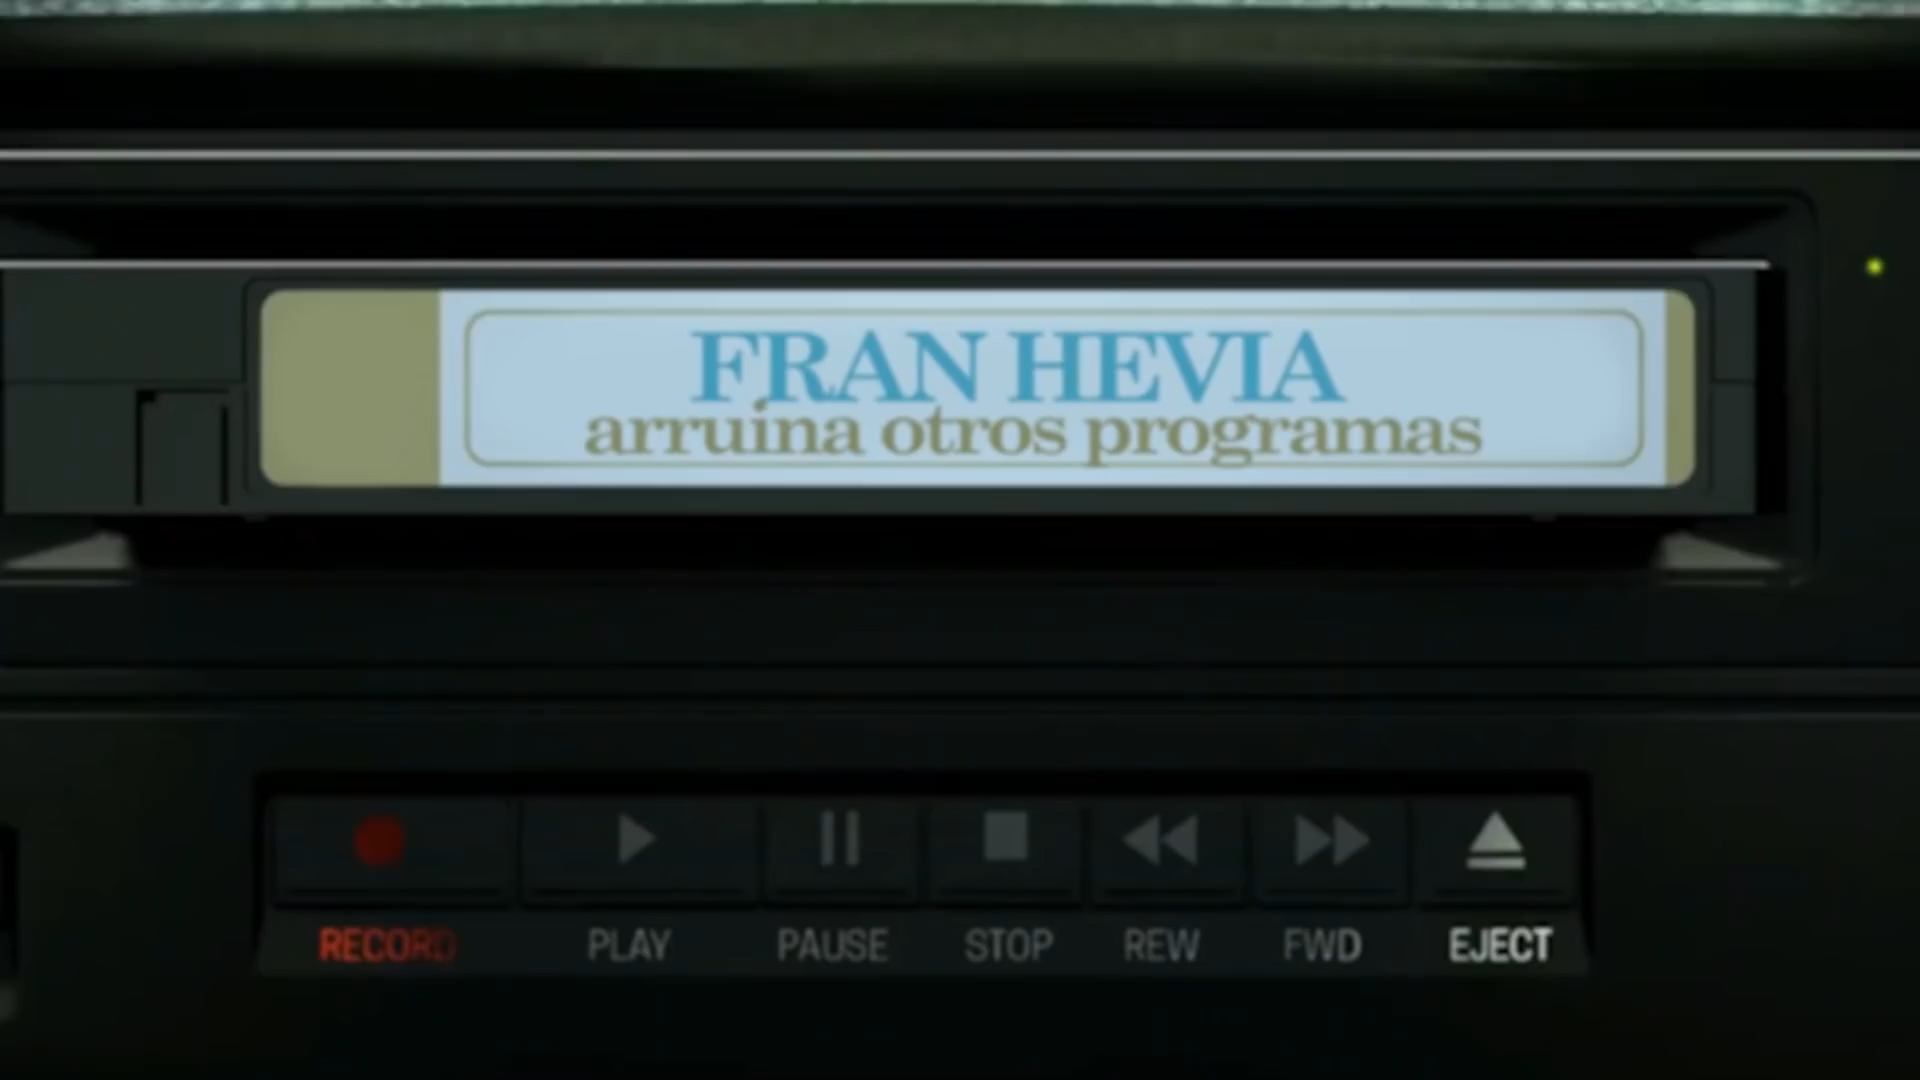 FRAN HEVIA
arruina otros programas
RECORD PLAY PAUSE STOP REW FWD EJECT